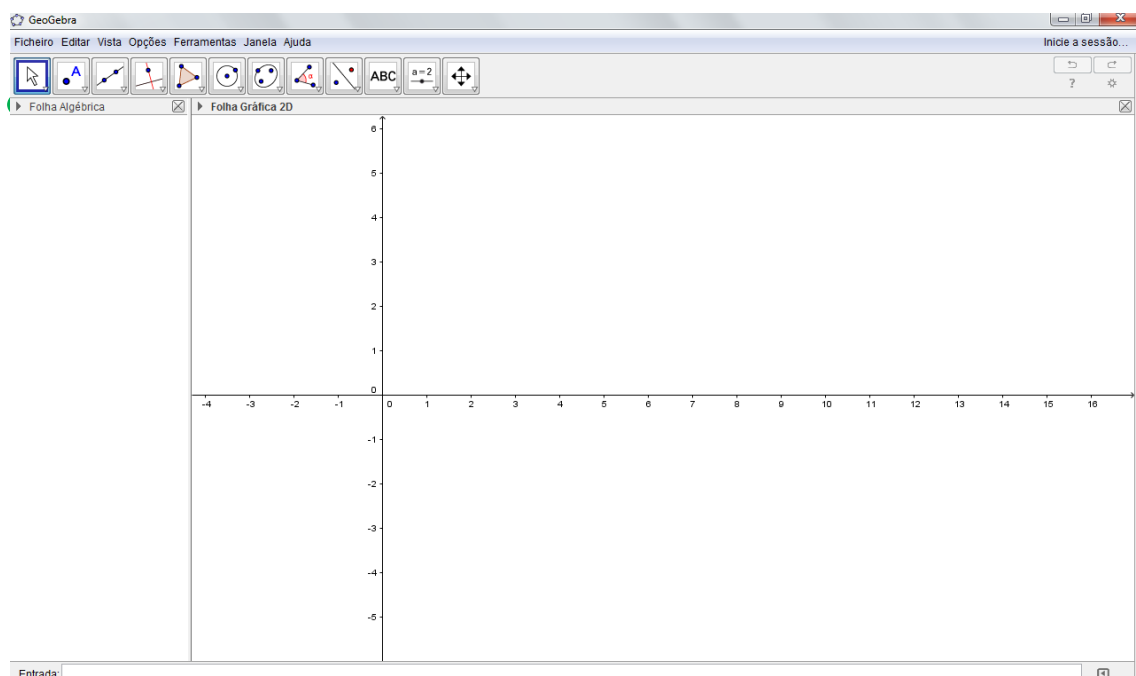 GeoGebra
Ficheiro Editar Vista Opções Ferramentas Janela Ajuda
Inicie a sessão...
A
α
ABC
a=2
?
Folha Algébrica
Folha Gráfica 2D
6
5
4
3
2
1
0
-4 -3 -2 -1 0 1 2 3 4 5 6 7 8 9 10 11 12 13 14 15 16
-1
-2
-3
-4
-5
Entrada: